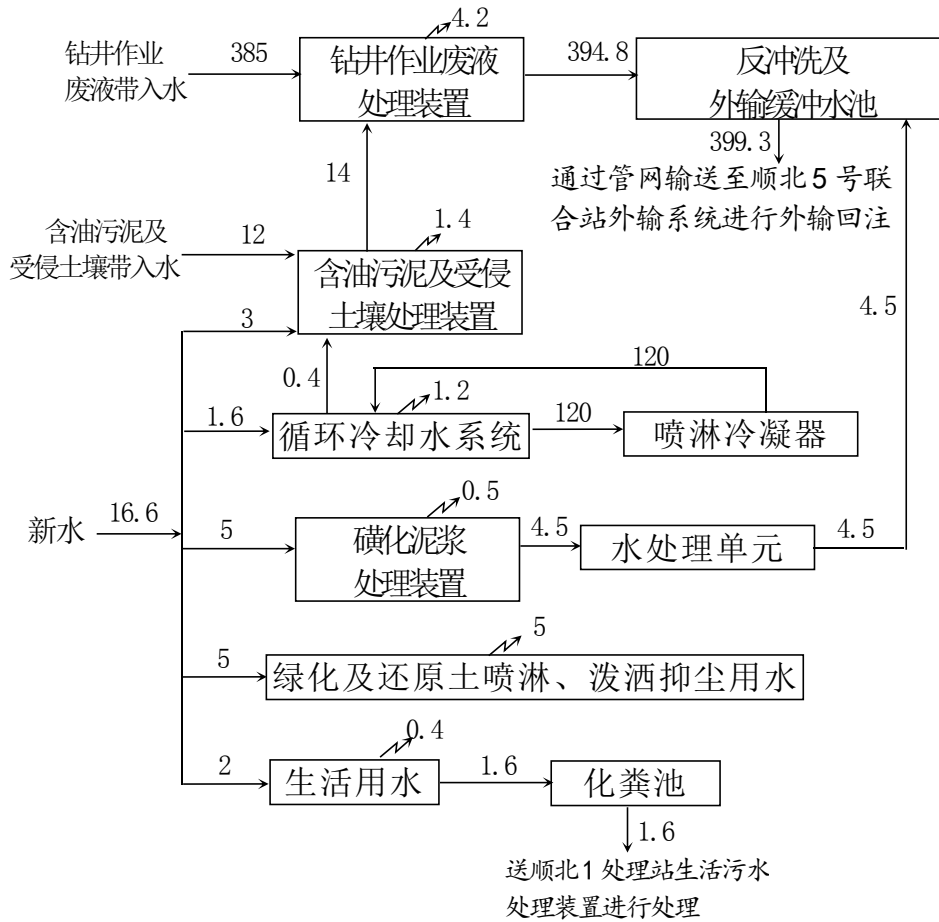 4.2
钻井作业
废液带入水
385
钻井作业废液
处理装置
394.8
反冲洗及
外输缓冲水池
399.3
14
通过管网输送至顺北5号联
合站外输系统进行外输回注
含油污泥及
受侵土壤带入水
12
1.4
含油污泥及受侵
土壤处理装置
4.5
3
0.4
120
1.2
1.6
循环冷却水系统
120
喷淋冷凝器
0.5
新水
16.6
5
磺化泥浆
处理装置
4.5
水处理单元
4.5
5
5
绿化及还原土喷淋、泼洒抑尘用水
0.4
2
生活用水
1.6
化粪池
1.6
送顺北1处理站生活污水
处理装置进行处理